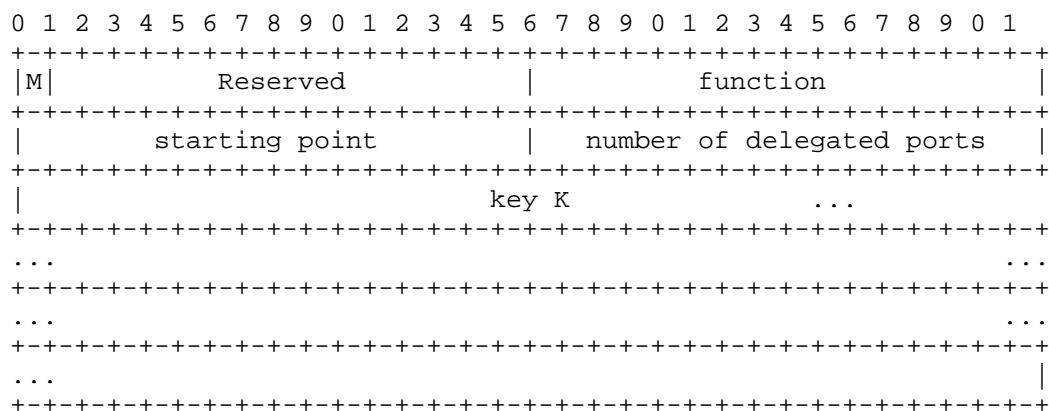 0 1 2 3 4 5 6 7 8 9 0 1 2 3 4 5 6 7 8 9 0 1 2 3 4 5 6 7 8 9 0 1
+-+-+-+-+-+-+-+-+-+-+-+-+-+-+-+-+-+-+-+-+-+-+-+-+-+-+-+-+-+-+-+-+
|M|          Reserved           |           function            |
+-+-+-+-+-+-+-+-+-+-+-+-+-+-+-+-+-+-+-+-+-+-+-+-+-+-+-+-+-+-+-+-+
|        starting point         |   number of delegated ports   |
+-+-+-+-+-+-+-+-+-+-+-+-+-+-+-+-+-+-+-+-+-+-+-+-+-+-+-+-+-+-+-+-+
|                             key K               ...
+-+-+-+-+-+-+-+-+-+-+-+-+-+-+-+-+-+-+-+-+-+-+-+-+-+-+-+-+-+-+-+-+
...                                                           ...
+-+-+-+-+-+-+-+-+-+-+-+-+-+-+-+-+-+-+-+-+-+-+-+-+-+-+-+-+-+-+-+-+
...                                                           ...
+-+-+-+-+-+-+-+-+-+-+-+-+-+-+-+-+-+-+-+-+-+-+-+-+-+-+-+-+-+-+-+-+
...                                                             |
+-+-+-+-+-+-+-+-+-+-+-+-+-+-+-+-+-+-+-+-+-+-+-+-+-+-+-+-+-+-+-+-+